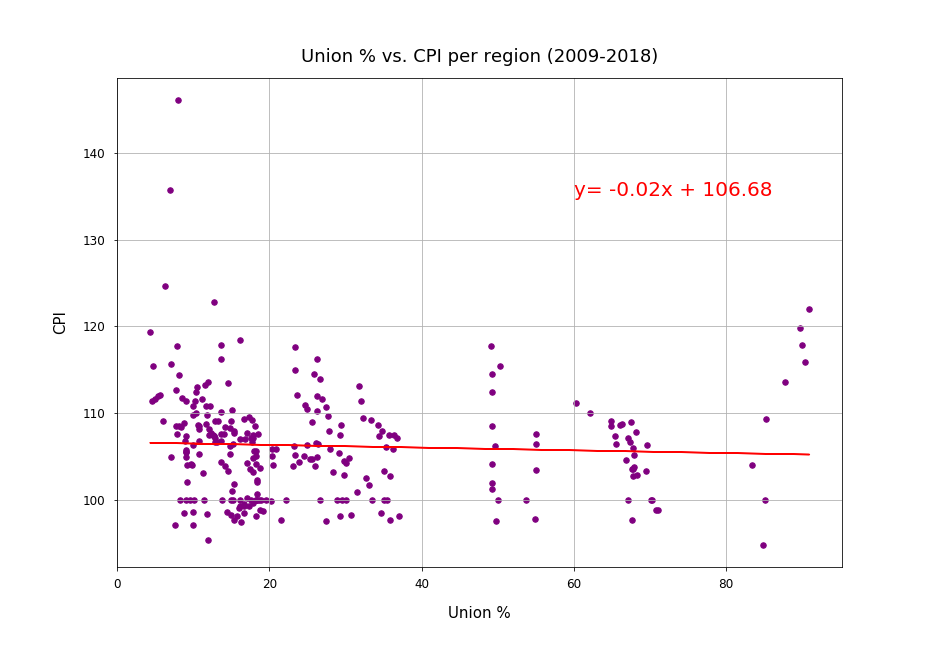 Union % vs. CPI per region (2009-2018)
140
y= -0.02x + 106.68
130
CPI
120
110
100
0 20 40 60 80
Union %